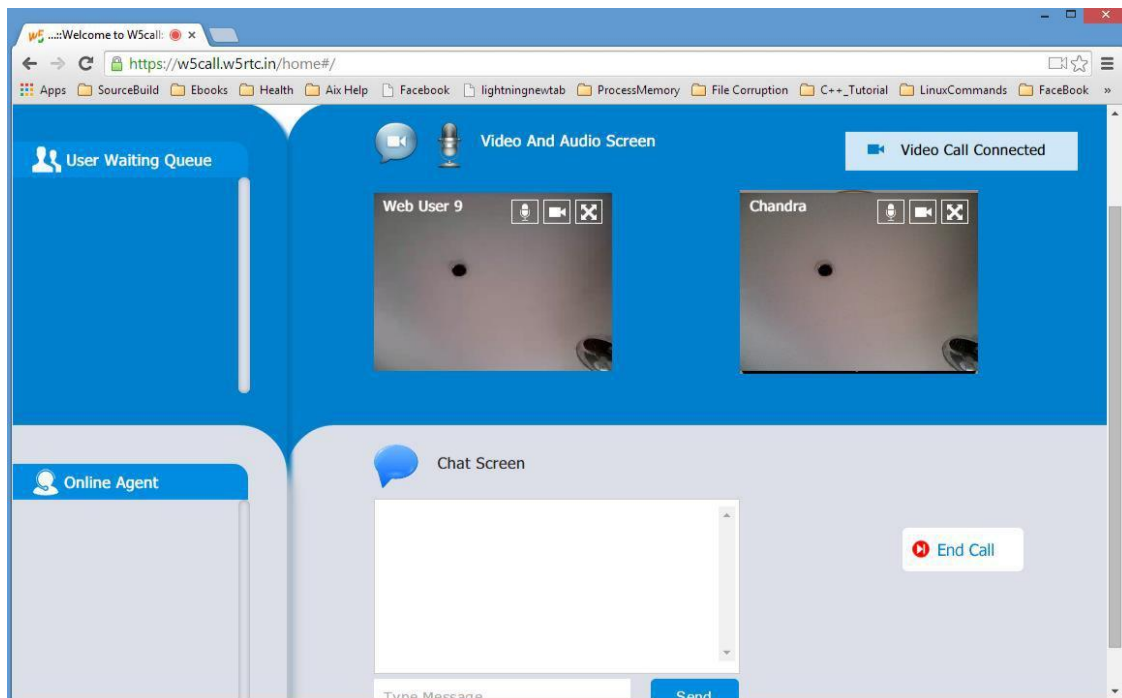 w5 ...::Welcome to W5call:
https://w5call.w5rtc.in/home#/
Apps SourceBuild Ebooks Health Aix Help Facebook lightningnewtab ProcessMemory File Corruption C++_Tutorial LinuxCommands FaceBook »
User Waiting Queue
Video And Audio Screen
Video Call Connected
Web User 9
Chandra
Online Agent
Chat Screen
End Call
Type Message
Send